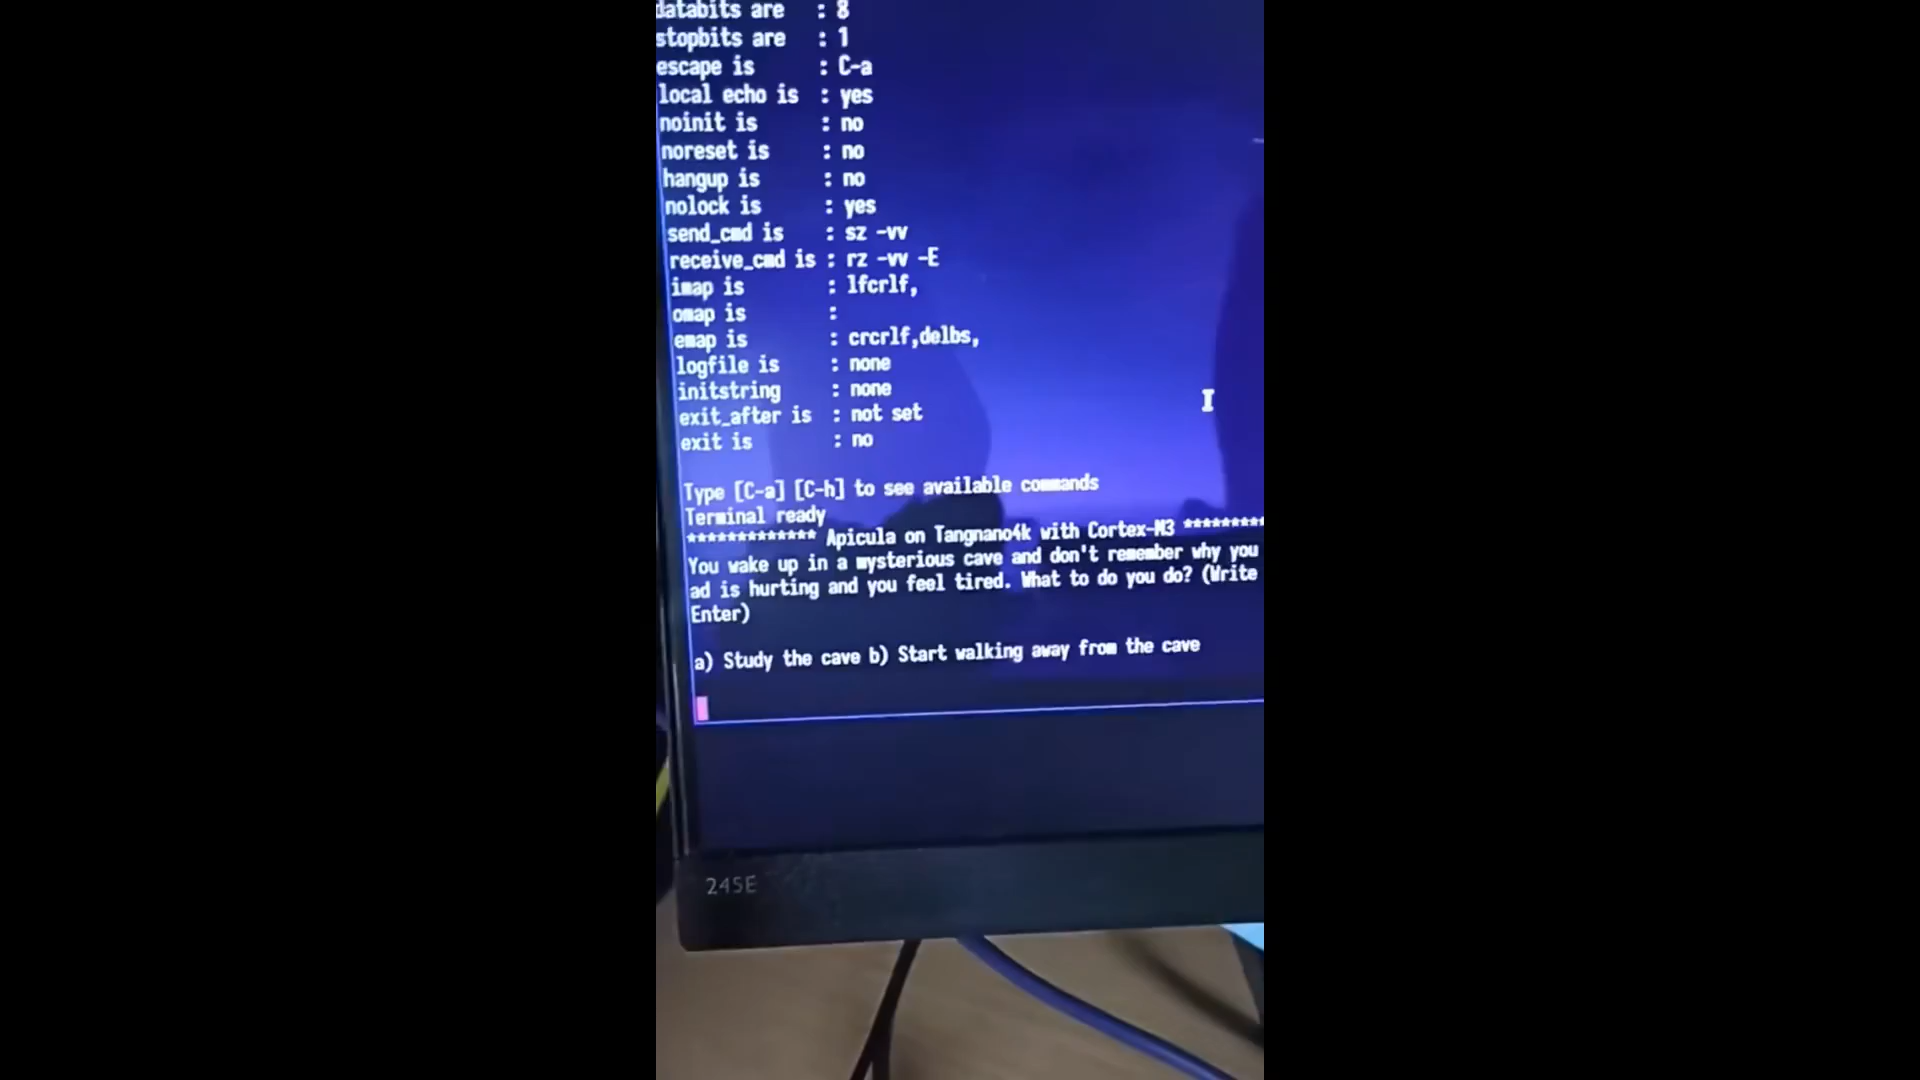 databits are : 8
stopbits are : 1
escape is : C-a
local echo is : yes
noinit is : no
noreset is : no
hangup is : no
nolock is : yes
send_cmd is : sz -vv
receive_cmd is : rz -vv -E
imap is : lfcrlf,
omap is :
emap is : crcrlf,delbs,
logfile is : none
initstring : none
exit_after is : not set
exit is : no
Type [C-a] [C-h] to see available commands
Terminal ready
************* Apicula on Tangnano4k with Cortex-M3 *********
You wake up in a mysterious cave and don't remember why you
ad is hurting and you feel tired. What to do you do? (Write
Enter)
a) Study the cave b) Start walking away from the cave
245E